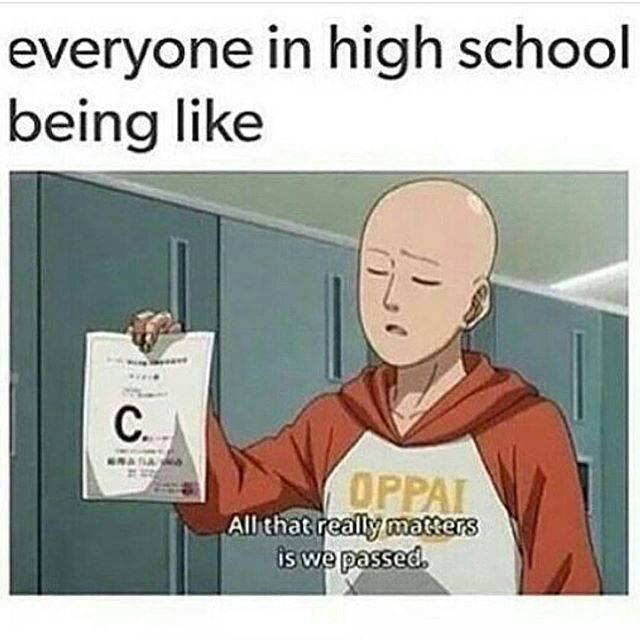 everyone in high school
being like
C.
OPPAI
All that really matters
is we passed.